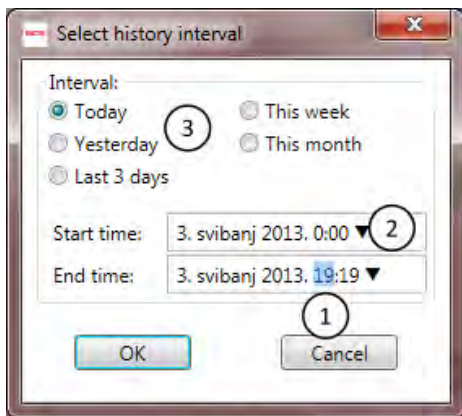 Select history interval
Interval:
Today
This week
Yesterday
3
This month
Last 3 days
Start time:
3. svibanj 2013. 0:00
2
End time:
3. svibanj 2013. 19:19
1
OK
Cancel